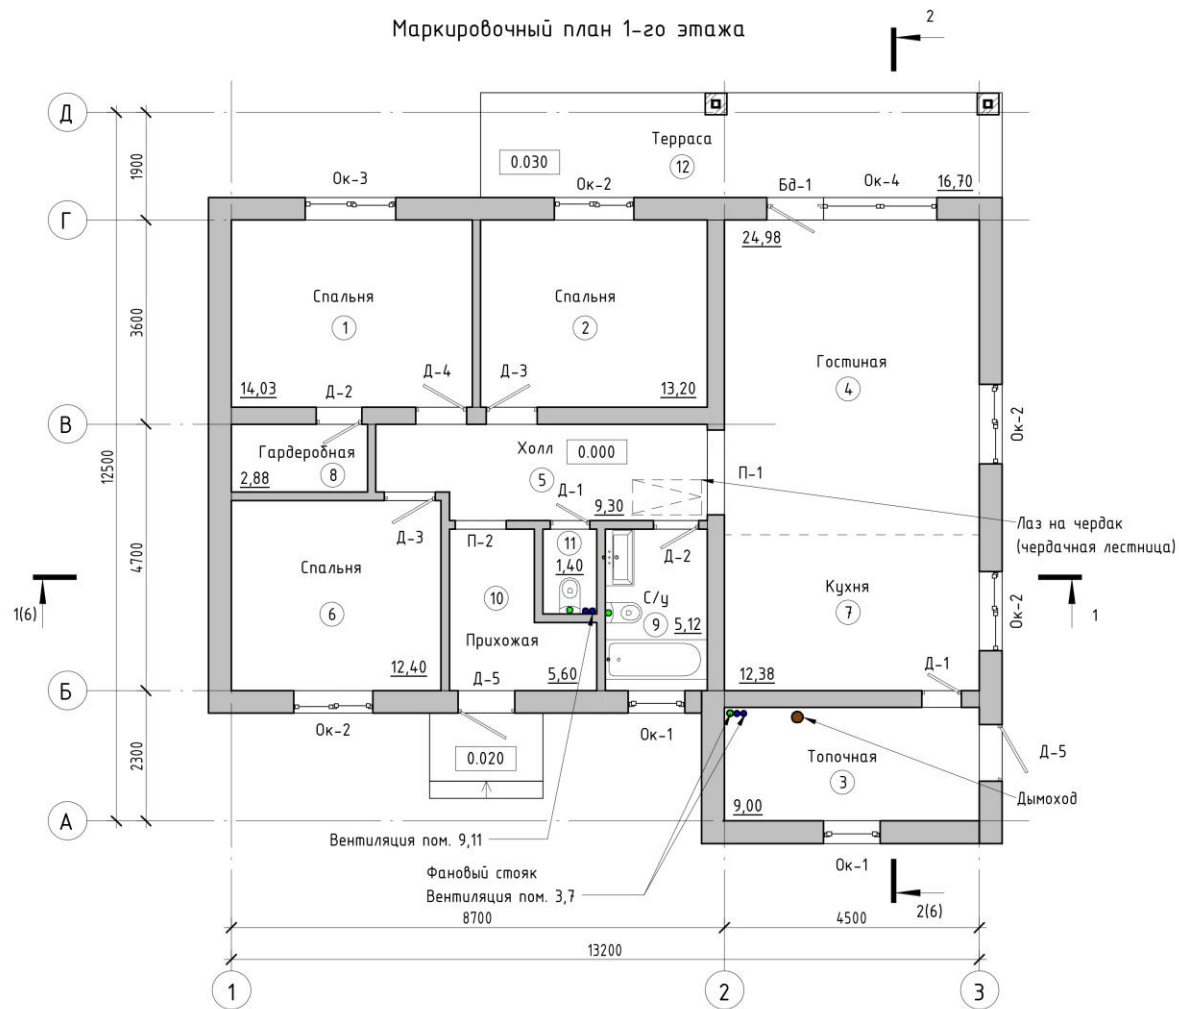 Маркировочный план 1-го этажа
2
Д
Терраса
12
0.030
1900
Ок-3
Ок-2
Бд-1
Ок-4
16,70
Г
24,98
3600
Спальня
1
Спальня
2
Гостиная
4
14,03
Д-2
Д-4
Д-3
13,20
Ок-2
В
12500
Гардеробная
8
2,88
Холл
0.000
5
9,30
Д-1
П-1
Лаз на чердак
(чердачная лестница)
4700
Д-3
П-2
11
1,40
Д-2
Спальня
6
10
Прихожая
С/у
9
5,12
Кухня
7
Ок-2
1(6)
1
12,40
Д-5
5,60
12,38
Д-1
Б
Ок-2
Ок-1
2300
0.020
Топочная
3
Д-5
9,00
Дымоход
А
Вентиляция пом. 9,11
Ок-1
Фановый стояк
Вентиляция пом. 3,7
2(6)
8700
4500
13200
1
2
3